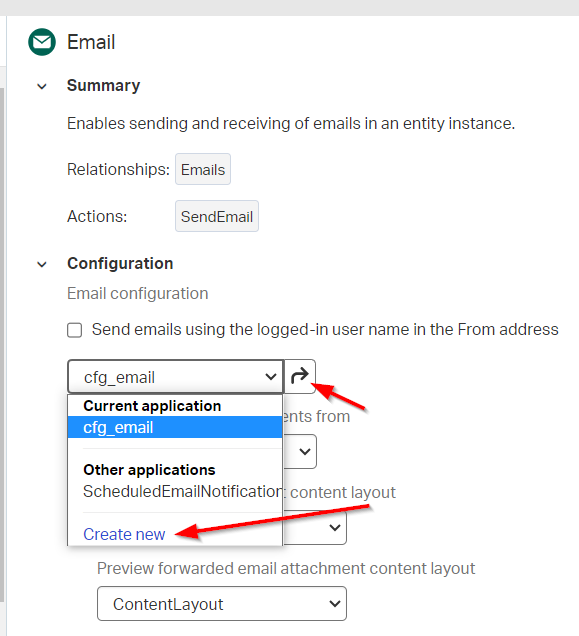 Email
Summary
Enables sending and receiving of emails in an entity instance.
Relationships: Emails
Actions: SendEmail
Configuration
Email configuration
Send emails using the logged-in user name in the From address
cfg_email
Current application
cfg_email
ents from
Other applications
ScheduledEmailNotification
content layout
Create new
Preview forwarded email attachment content layout
ContentLayout